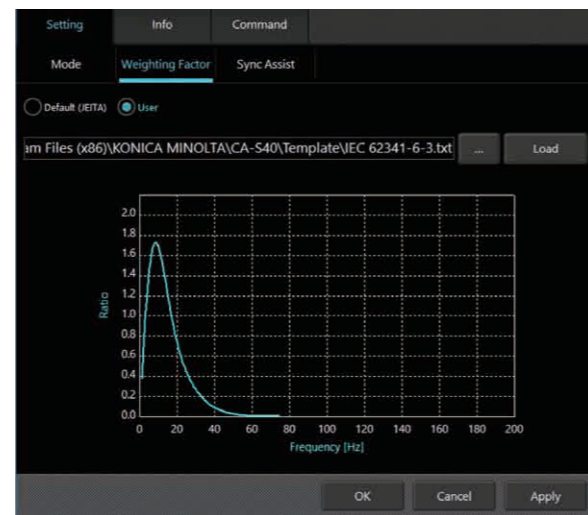 Setting Info Command
Mode Weighting Factor Sync Assist
Default (JEITA) User
am Files (x86)\KONICA MINOLTA\CA-S40\Template\IEC 62341-6-3.txt ... Load
2.0
1.8
1.6
1.4
1.2
1.0
0.8
0.6
0.4
0.2
0.0
Ratio
0 20 40 60 80 100 120 140 160 180 200
Frequency [Hz]
OK Cancel Apply